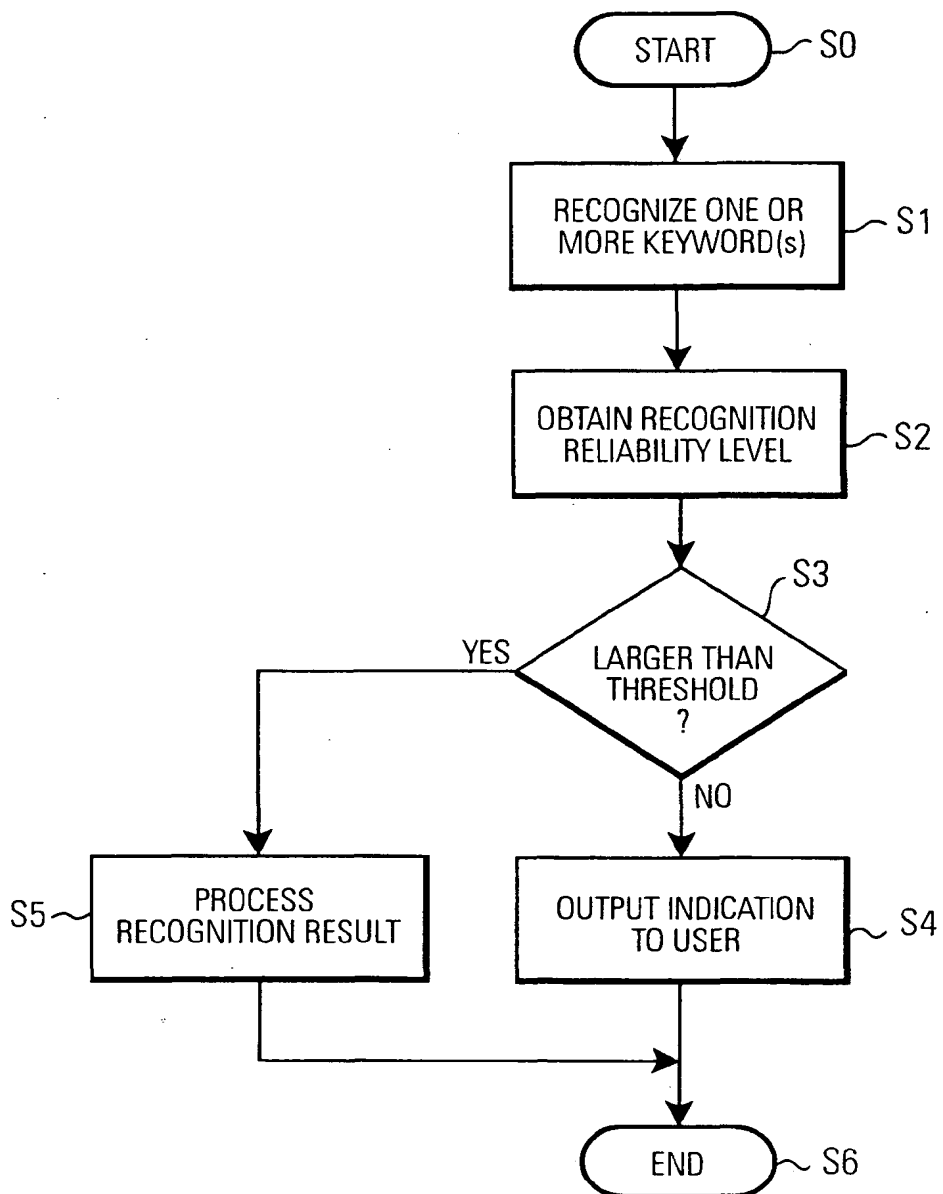 START
S0
RECOGNIZE ONE OR
MORE KEYWORD(s)
S1
OBTAIN RECOGNITION
RELIABILITY LEVEL
S2
S3
YES
LARGER THAN
THRESHOLD
?
NO
S5
PROCESS
RECOGNITION RESULT
OUTPUT INDICATION
TO USER
S4
END
S6